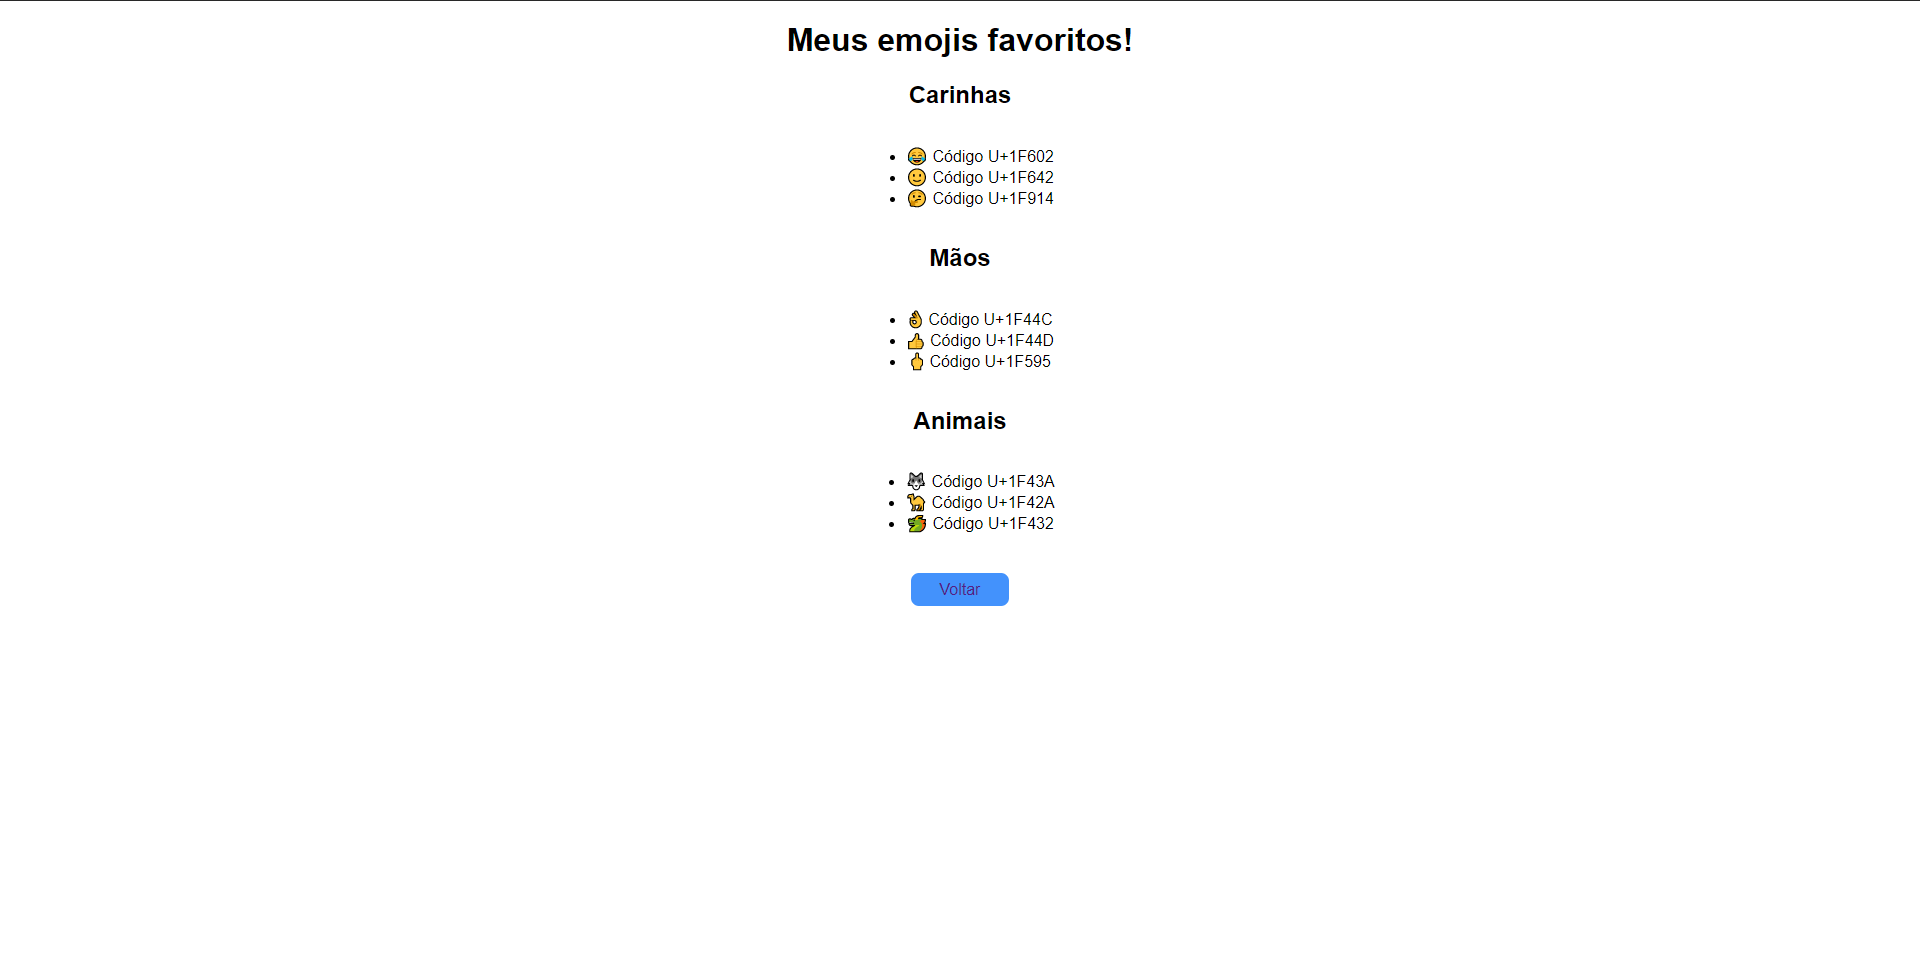 Meus emojis favoritos!
Carinhas
• 😂 Código U+1F602
• 🙂 Código U+1F642
• 🤔 Código U+1F914
Mãos
• 👌 Código U+1F44C
• 👍 Código U+1F44D
• 🖕 Código U+1F595
Animais
• 🐺 Código U+1F43A
• 🐪 Código U+1F42A
• 🐲 Código U+1F432
Voltar